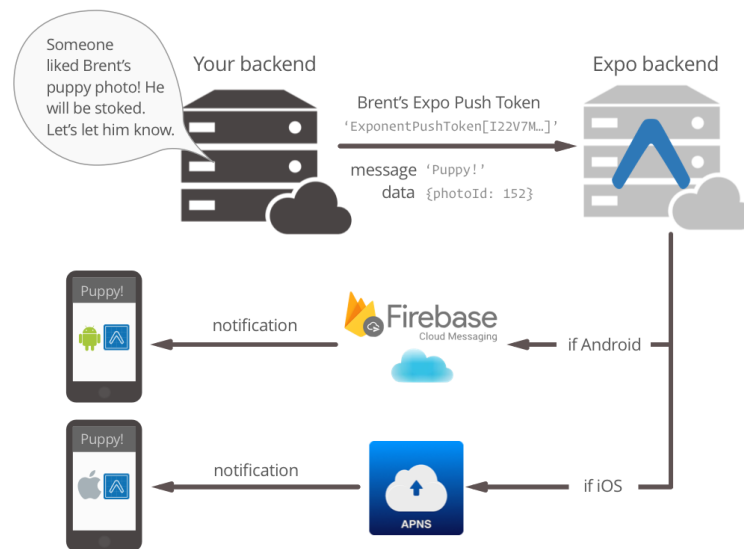 Someone
liked Brent's
puppy photo! He
will be stoked.
Let's let him know.
Your backend
Expo backend
Brent's Expo Push Token
‘ExponentPushToken[I22V7M…]’
message ‘Puppy!’
data {photoId: 152}
Puppy!
notification
Firebase
Cloud Messaging
if Android
Puppy!
notification
APNS
if iOS